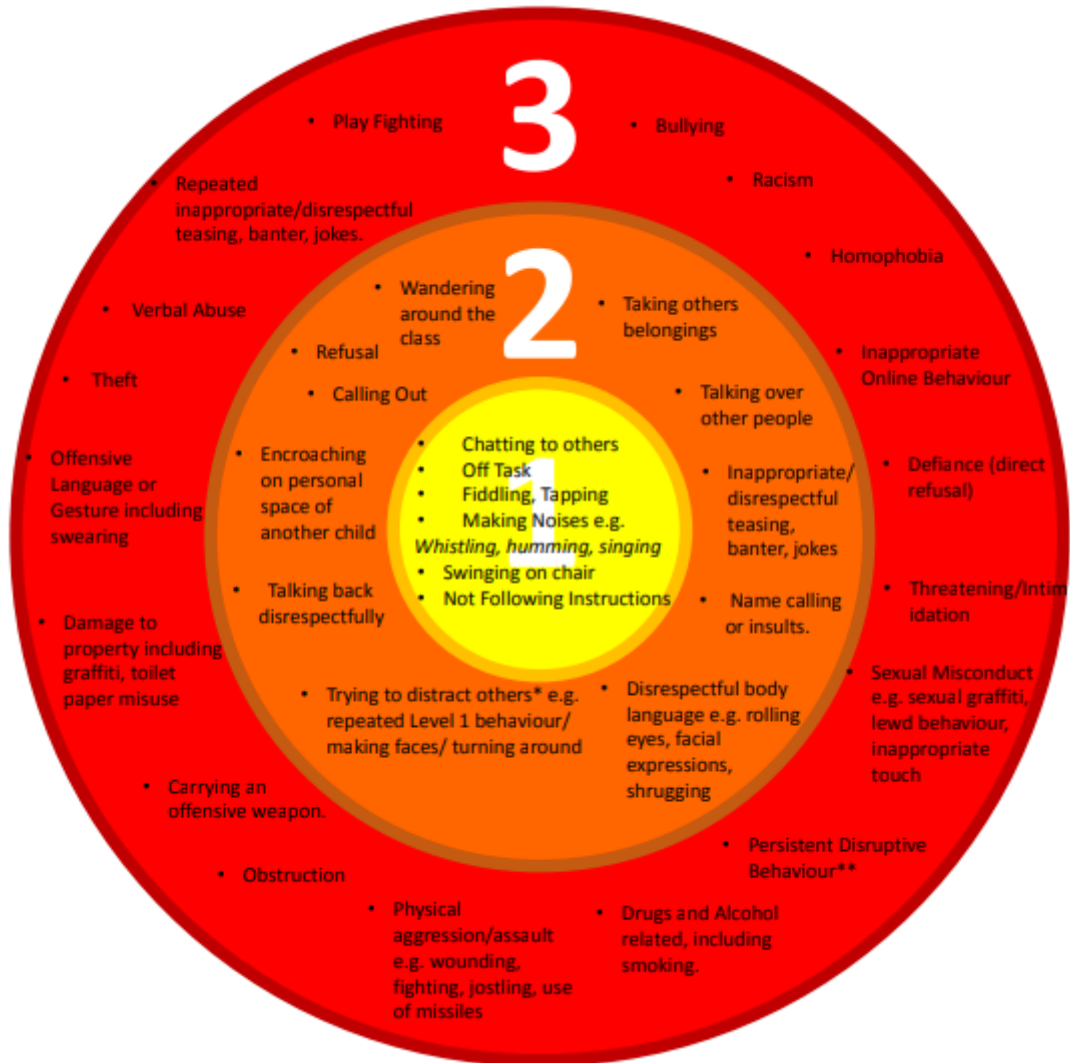 3
• Play Fighting
• Bullying
• Repeated
inappropriate/disrespectful
teasing, banter, jokes.
• Racism
• Homophobia
• Verbal Abuse
• Inappropriate
Online Behaviour
• Theft
• Offensive
Language or
Gesture including
swearing
• Defiance (direct
refusal)
• Threatening/Intim
idation
• Damage to
property including
graffiti, toilet
paper misuse
• Sexual Misconduct
e.g. sexual graffiti,
lewd behaviour,
inappropriate
touch
• Carrying an
offensive weapon.
• Persistent Disruptive
Behaviour**
• Obstruction
• Physical
aggression/assault
e.g. wounding,
fighting, jostling, use
of missiles
• Drugs and Alcohol
related, including
smoking.
2
• Wandering
around the
class
• Taking others
belongings
• Refusal
• Calling Out
• Talking over
other people
• Encroaching
on personal
space of
another child
• Inappropriate/
disrespectful
teasing,
banter, jokes
• Talking back
disrespectfully
• Name calling
or insults.
• Trying to distract others* e.g.
repeated Level 1 behaviour/
making faces/ turning around
• Disrespectful body
language e.g. rolling
eyes, facial
expressions,
shrugging
1
• Chatting to others
• Off Task
• Fiddling, Tapping
• Making Noises e.g.
Whistling, humming, singing
• Swinging on chair
• Not Following Instructions